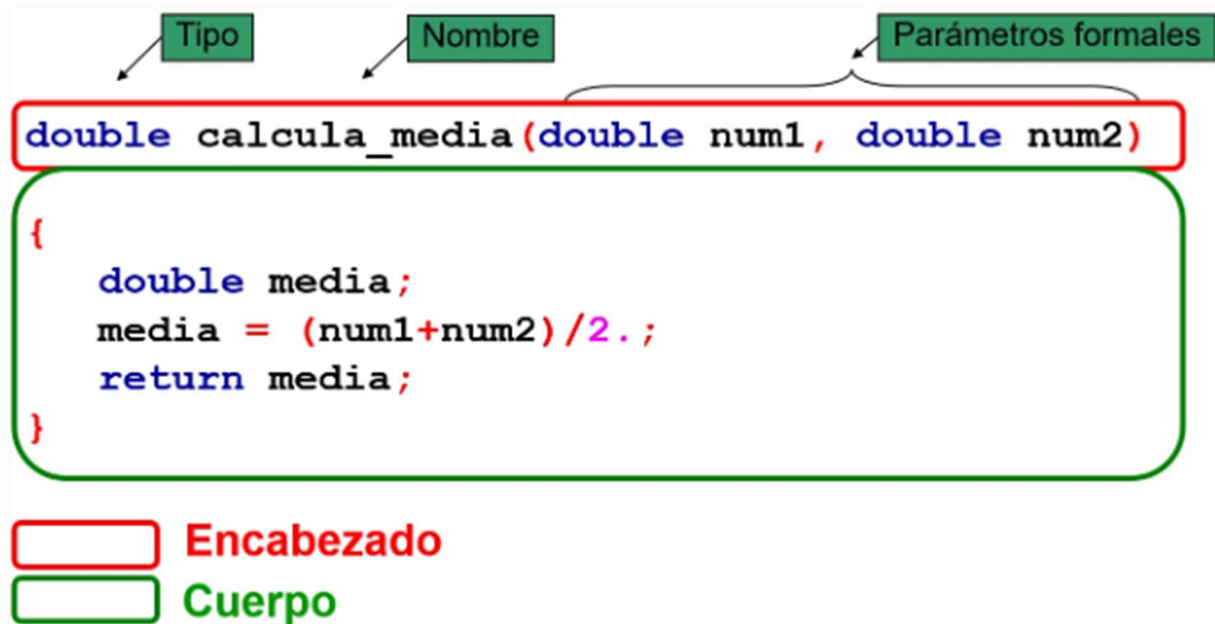 Tipo Nombre Parámetros formales
double calcula_media(double num1, double num2)
{
double media;
media = (num1+num2)/2.;
return media;
}
Encabezado
Cuerpo